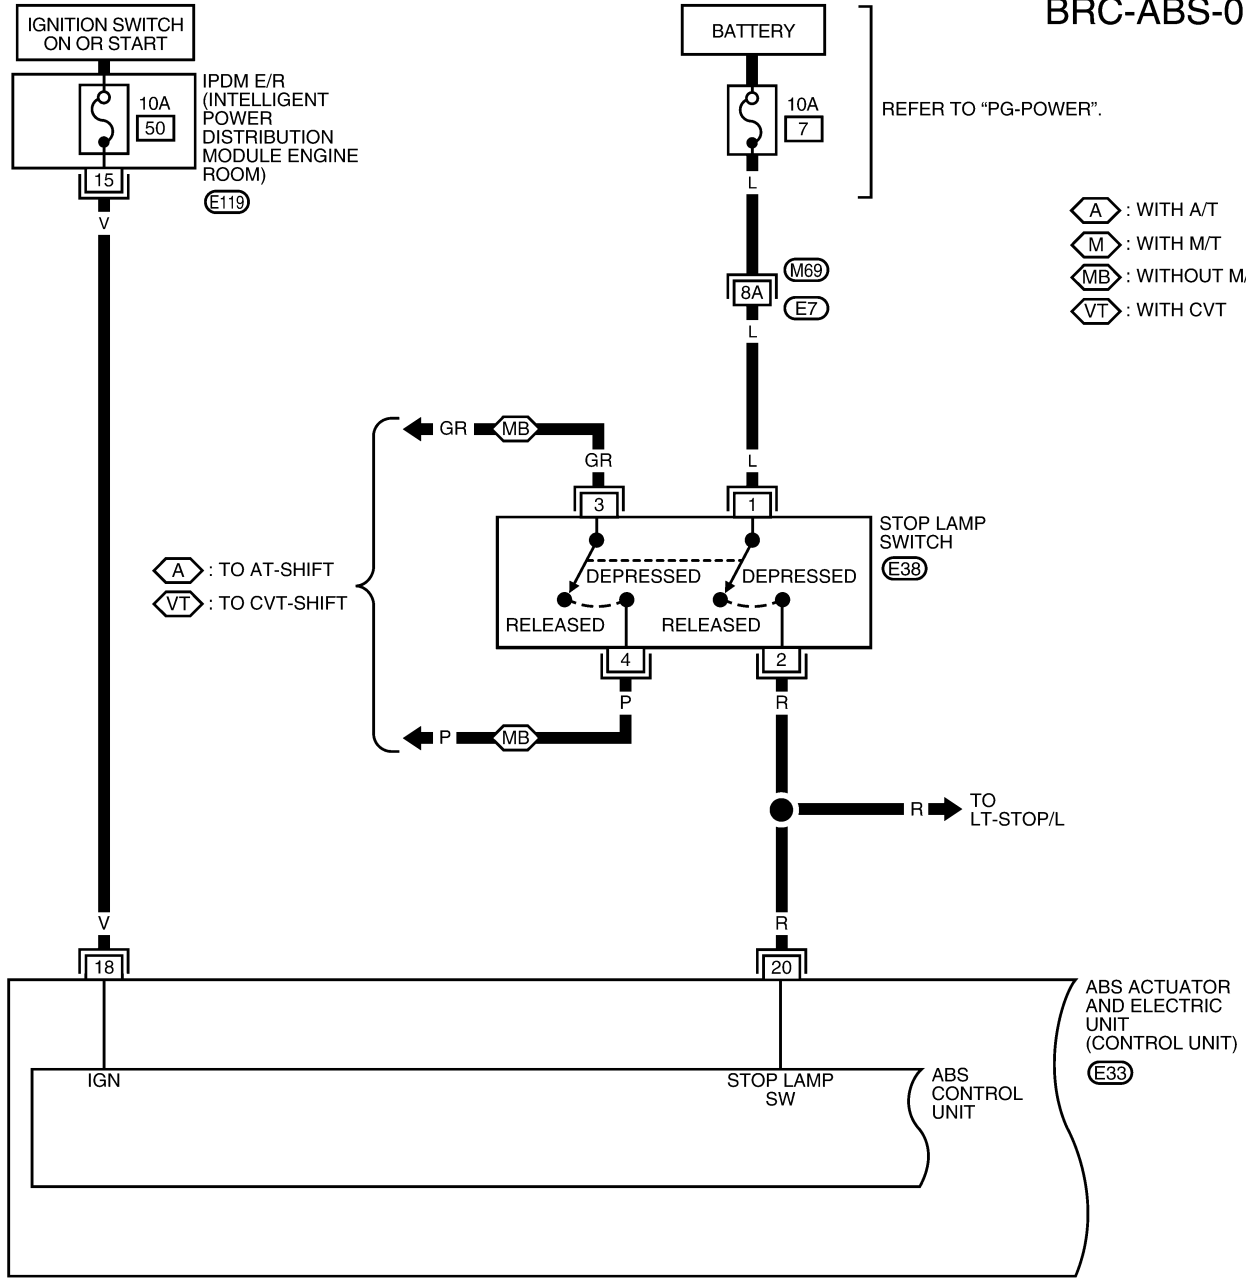 BRC-ABS-0
IGNITION SWITCH
ON OR START
BATTERY
IPDM E/R
(INTELLIGENT
POWER
DISTRIBUTION
MODULE ENGINE
ROOM)
E119
10A
50
15
V
10A
7
REFER TO “PG-POWER”.
L
A : WITH A/T
M : WITH M/T
MB : WITHOUT M/
VT : WITH CVT
M69
8A
E7
L
GR
MB
GR
L
3
1
STOP LAMP
SWITCH
E38
A : TO AT-SHIFT
VT : TO CVT-SHIFT
DEPRESSED
DEPRESSED
RELEASED
RELEASED
4
2
P
R
P
MB
R
TO
LT-STOP/L
V
R
18
20
ABS ACTUATOR
AND ELECTRIC
UNIT
(CONTROL UNIT)
E33
IGN
STOP LAMP
SW
ABS
CONTROL
UNIT